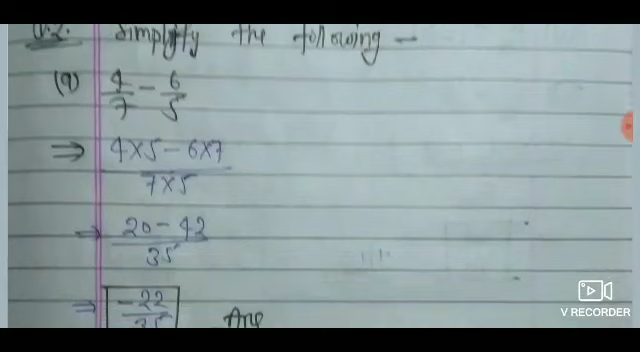 Q.2. Simplify the following -
(a) 4/7 - 6/5
⇒ 4×5 - 6×7 / 7×5
⇒ 20 - 42 / 35
⇒ -22/35 Ans
V RECORDER